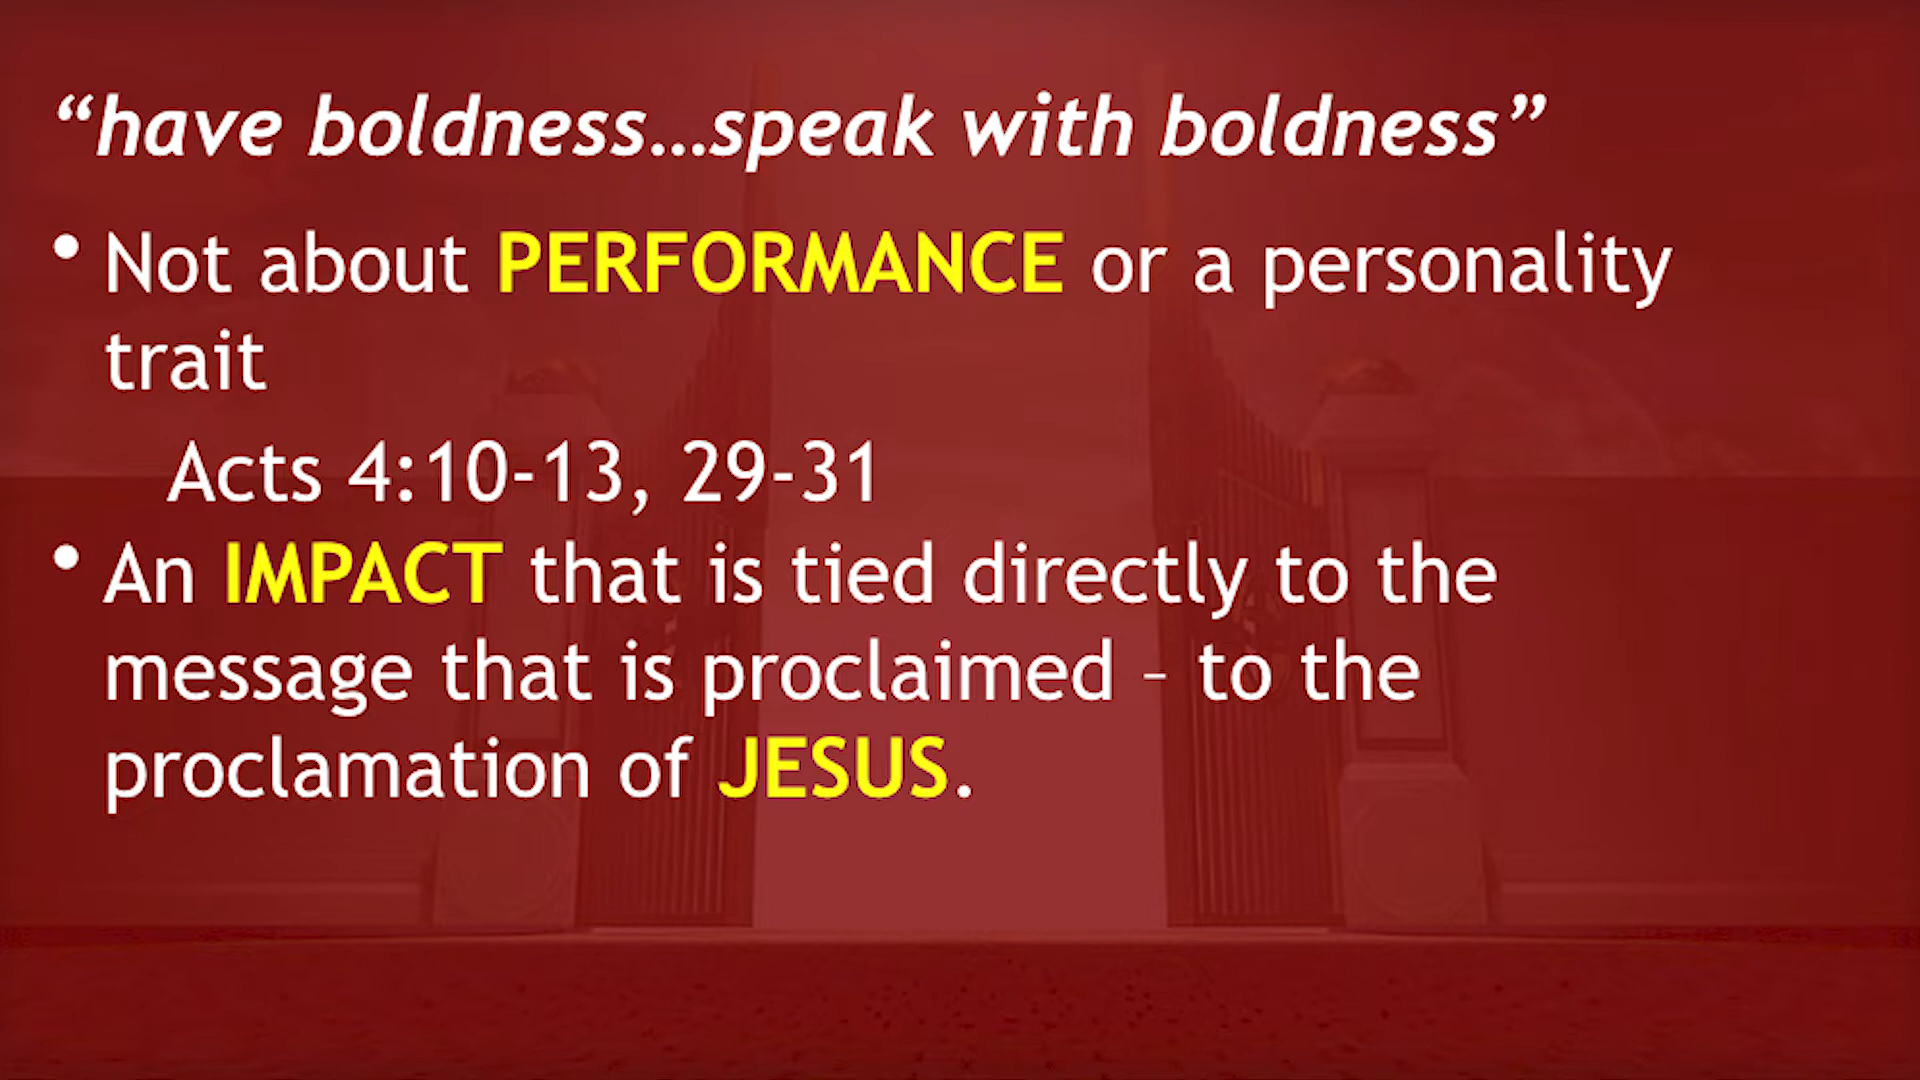 “have boldness…speak with boldness”
• Not about PERFORMANCE or a personality
trait
Acts 4:10-13, 29-31
• An IMPACT that is tied directly to the
message that is proclaimed – to the
proclamation of JESUS.